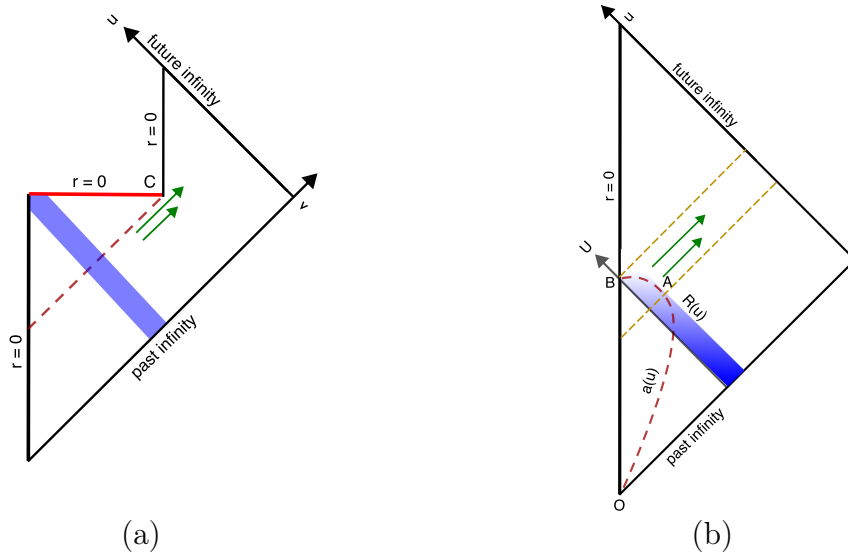 u
future infinity
r = 0
r = 0
C
v
past infinity
r = 0
(a)
u
future infinity
r = 0
U
B
A
R(u)
a(u)
past infinity
O
(b)